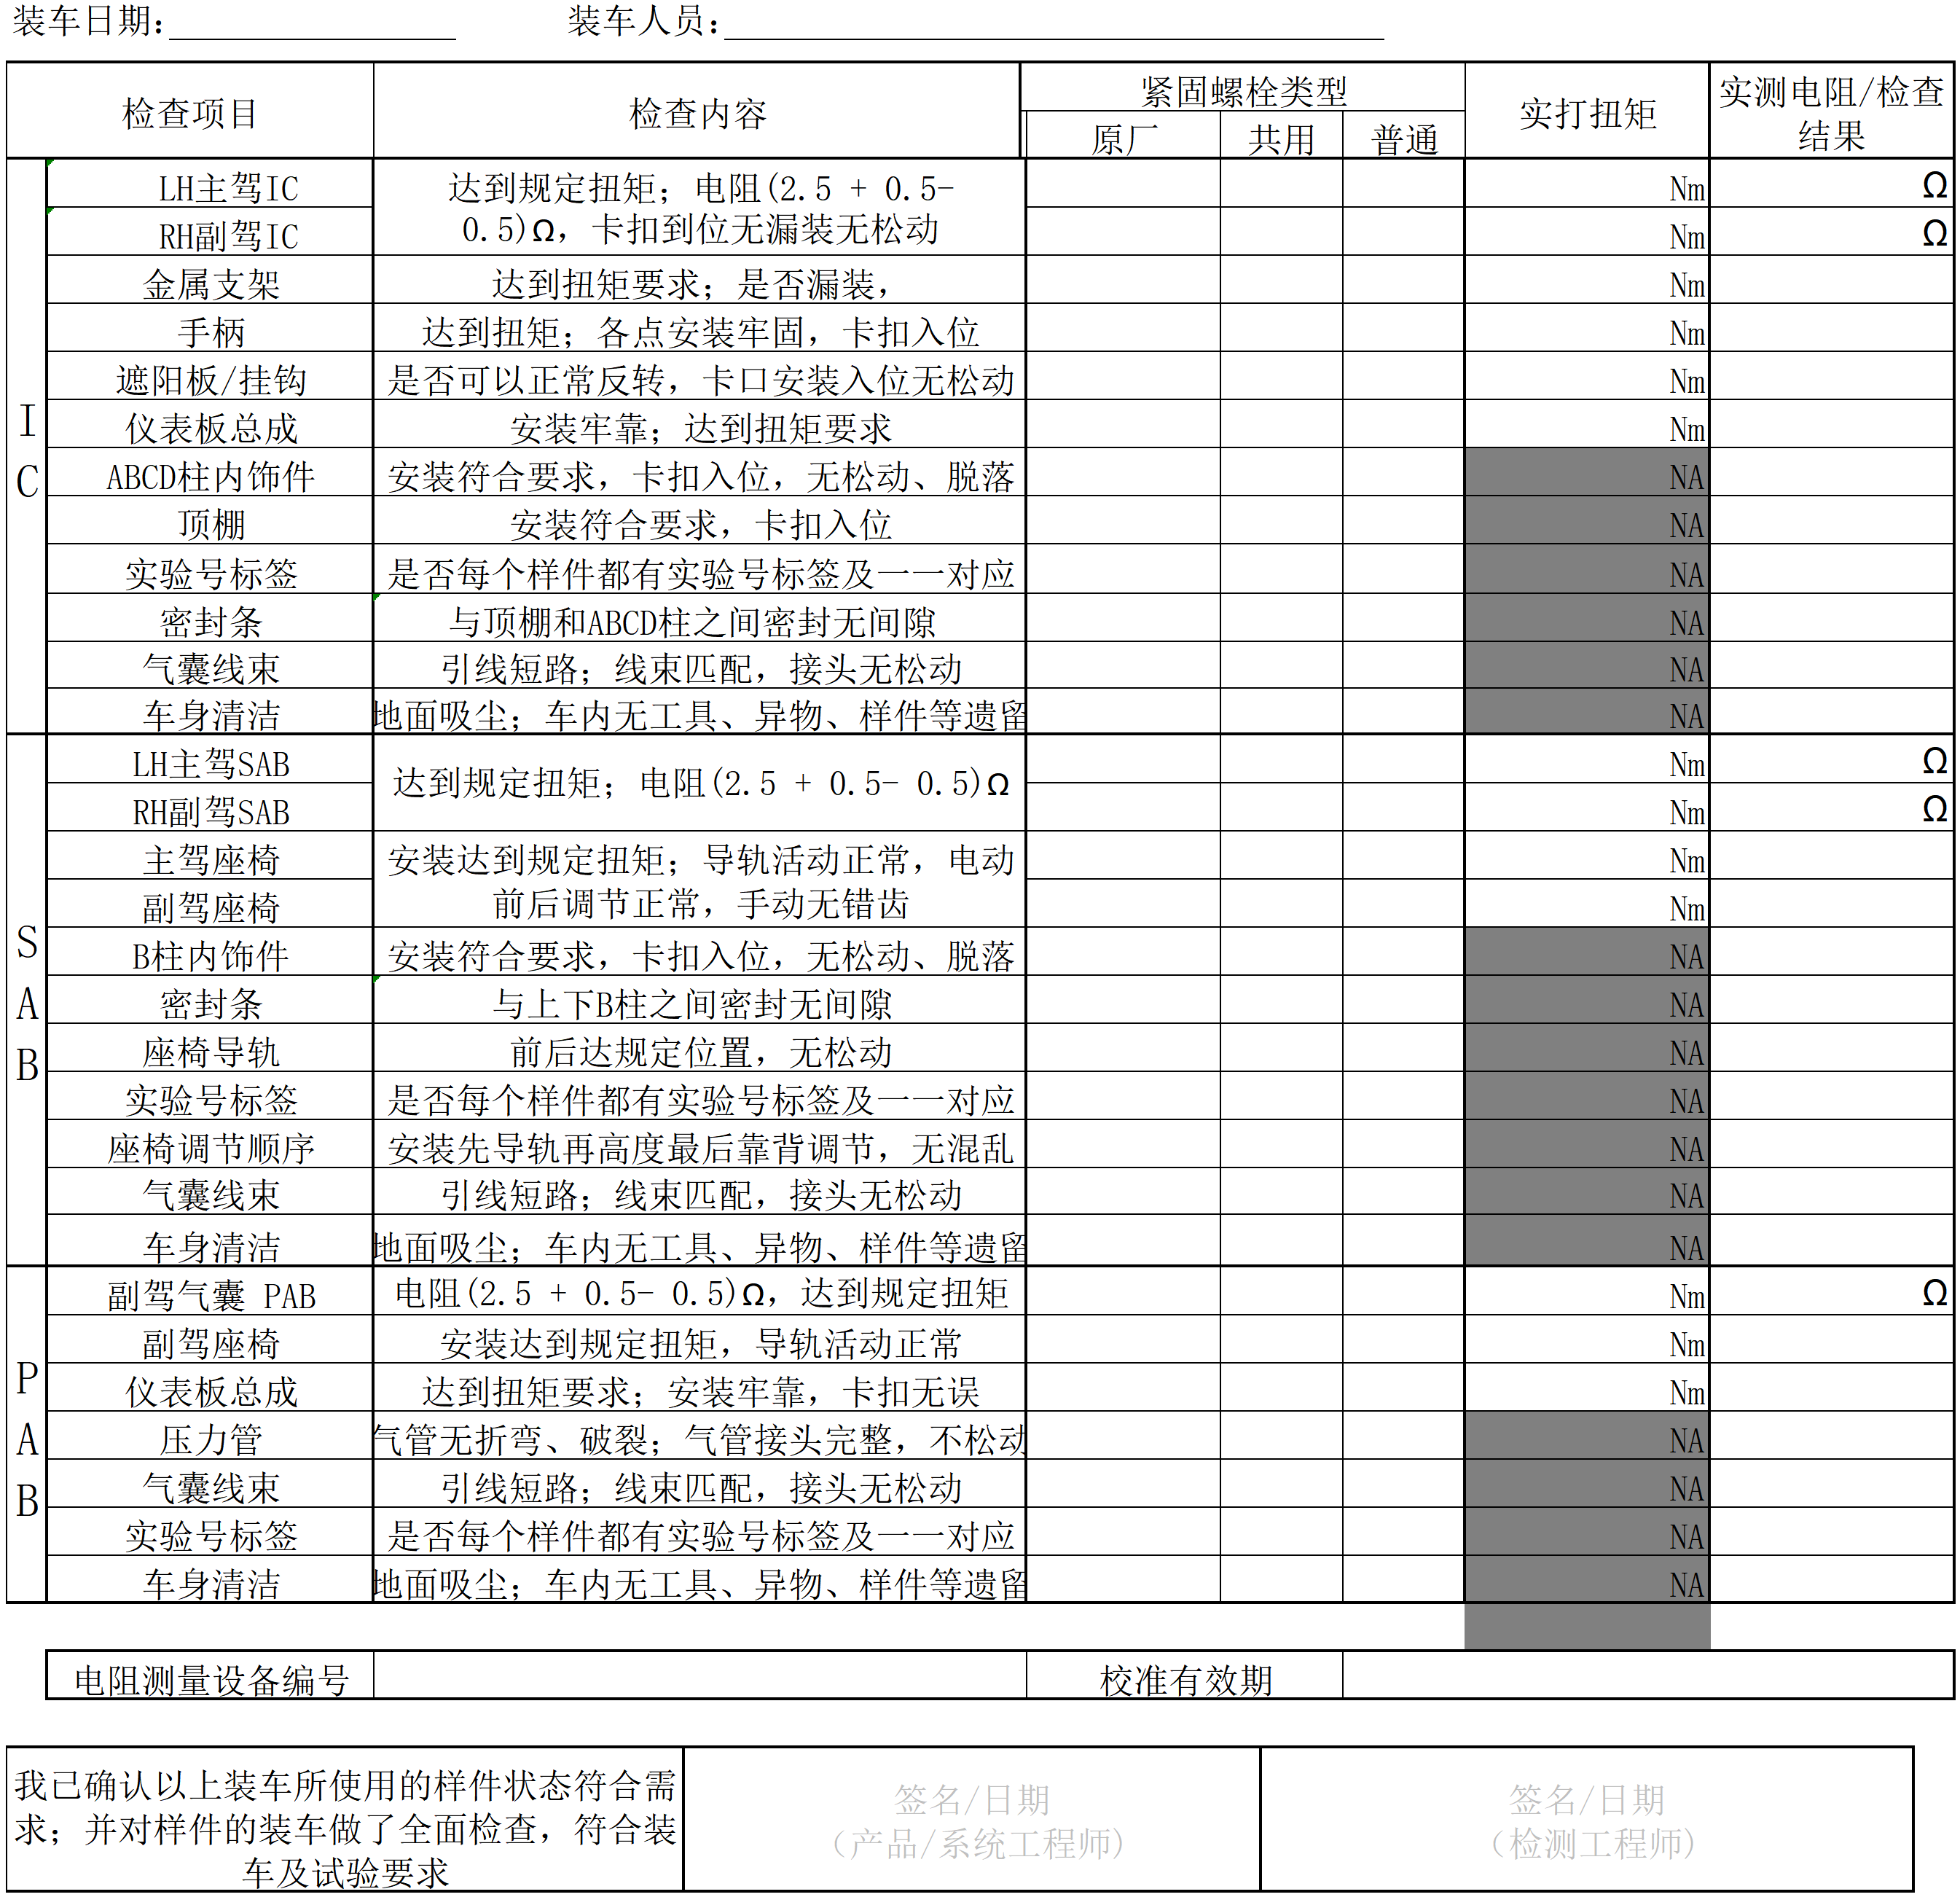 装车日期：
装车人员：
检查项目 检查内容 紧固螺栓类型 实打扭矩 实测电阻/检查
结果
原厂 共用 普通
IC
LH主驾IC 达到规定扭矩；电阻(2.5 + 0.5- Nm Ω
RH副驾IC 0.5)Ω，卡扣到位无漏装无松动 Nm Ω
金属支架 达到扭矩要求；是否漏装， Nm
手柄 达到扭矩；各点安装牢固，卡扣入位 Nm
遮阳板/挂钩 是否可以正常反转，卡口安装入位无松动 Nm
仪表板总成 安装牢靠；达到扭矩要求 Nm
ABCD柱内饰件 安装符合要求，卡扣入位，无松动、脱落 NA
顶棚 安装符合要求，卡扣入位 NA
实验号标签 是否每个样件都有实验号标签及一一对应 NA
密封条 与顶棚和ABCD柱之间密封无间隙 NA
气囊线束 引线短路；线束匹配，接头无松动 NA
车身清洁 地面吸尘；车内无工具、异物、样件等遗留 NA
SAB
LH主驾SAB 达到规定扭矩；电阻(2.5 + 0.5- 0.5)Ω Nm Ω
RH副驾SAB Nm Ω
主驾座椅 安装达到规定扭矩；导轨活动正常，电动 Nm
副驾座椅 前后调节正常，手动无错齿 Nm
B柱内饰件 安装符合要求，卡扣入位，无松动、脱落 NA
密封条 与上下B柱之间密封无间隙 NA
座椅导轨 前后达规定位置，无松动 NA
实验号标签 是否每个样件都有实验号标签及一一对应 NA
座椅调节顺序 安装先导轨再高度最后靠背调节，无混乱 NA
气囊线束 引线短路；线束匹配，接头无松动 NA
车身清洁 地面吸尘；车内无工具、异物、样件等遗留 NA
PAB
副驾气囊 PAB 电阻(2.5 + 0.5- 0.5)Ω，达到规定扭矩 Nm Ω
副驾座椅 安装达到规定扭矩，导轨活动正常 Nm
仪表板总成 达到扭矩要求；安装牢靠，卡扣无误 Nm
压力管 气管无折弯、破裂；气管接头完整，不松动 NA
气囊线束 引线短路；线束匹配，接头无松动 NA
实验号标签 是否每个样件都有实验号标签及一一对应 NA
车身清洁 地面吸尘；车内无工具、异物、样件等遗留 NA
电阻测量设备编号 校准有效期
我已确认以上装车所使用的样件状态符合需
求；并对样件的装车做了全面检查，符合装
车及试验要求
签名/日期
（产品/系统工程师)
签名/日期
（检测工程师)